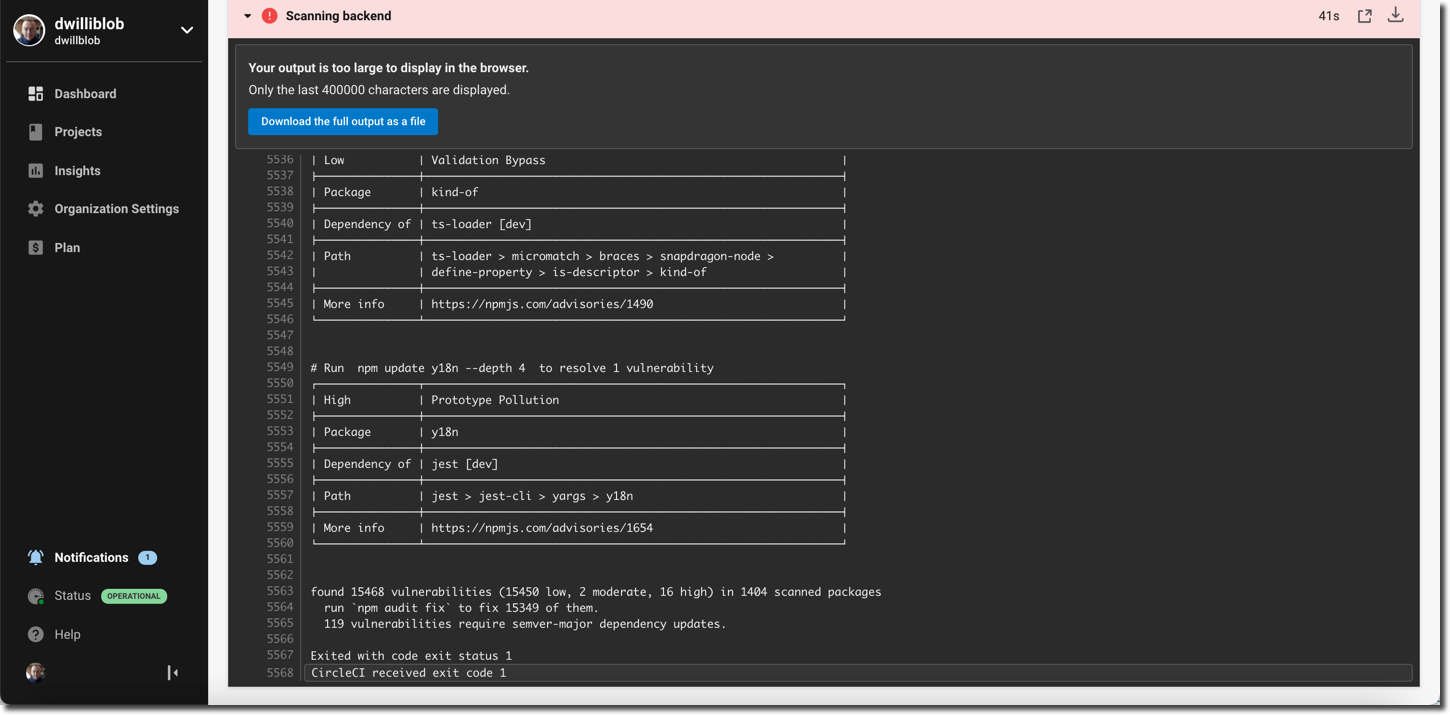 dwilliblob
dwillblob
Dashboard
Projects
Insights
Organization Settings
Plan
Notifications 1
Status OPERATIONAL
Help
! Scanning backend 41s
Your output is too large to display in the browser.
Only the last 400000 characters are displayed.
Download the full output as a file
5536 | Low | Validation Bypass |
5537
5538 | Package | kind-of |
5539
5540 | Dependency of | ts-loader [dev] |
5541
5542 | Path | ts-loader > micromatch > braces > snapdragon-node > |
5543 | | define-property > is-descriptor > kind-of |
5544
5545 | More info | https://npmjs.com/advisories/1490 |
5546
5547
5548
5549 # Run  npm update y18n --depth 4  to resolve 1 vulnerability
5550
5551 | High | Prototype Pollution |
5552
5553 | Package | y18n |
5554
5555 | Dependency of | jest [dev] |
5556
5557 | Path | jest > jest-cli > yargs > y18n |
5558
5559 | More info | https://npmjs.com/advisories/1654 |
5560
5561
5562
5563 found 15468 vulnerabilities (15450 low, 2 moderate, 16 high) in 1404 scanned packages
5564 run `npm audit fix` to fix 15349 of them.
5565 119 vulnerabilities require semver-major dependency updates.
5566
5567 Exited with code exit status 1
5568 CircleCI received exit code 1